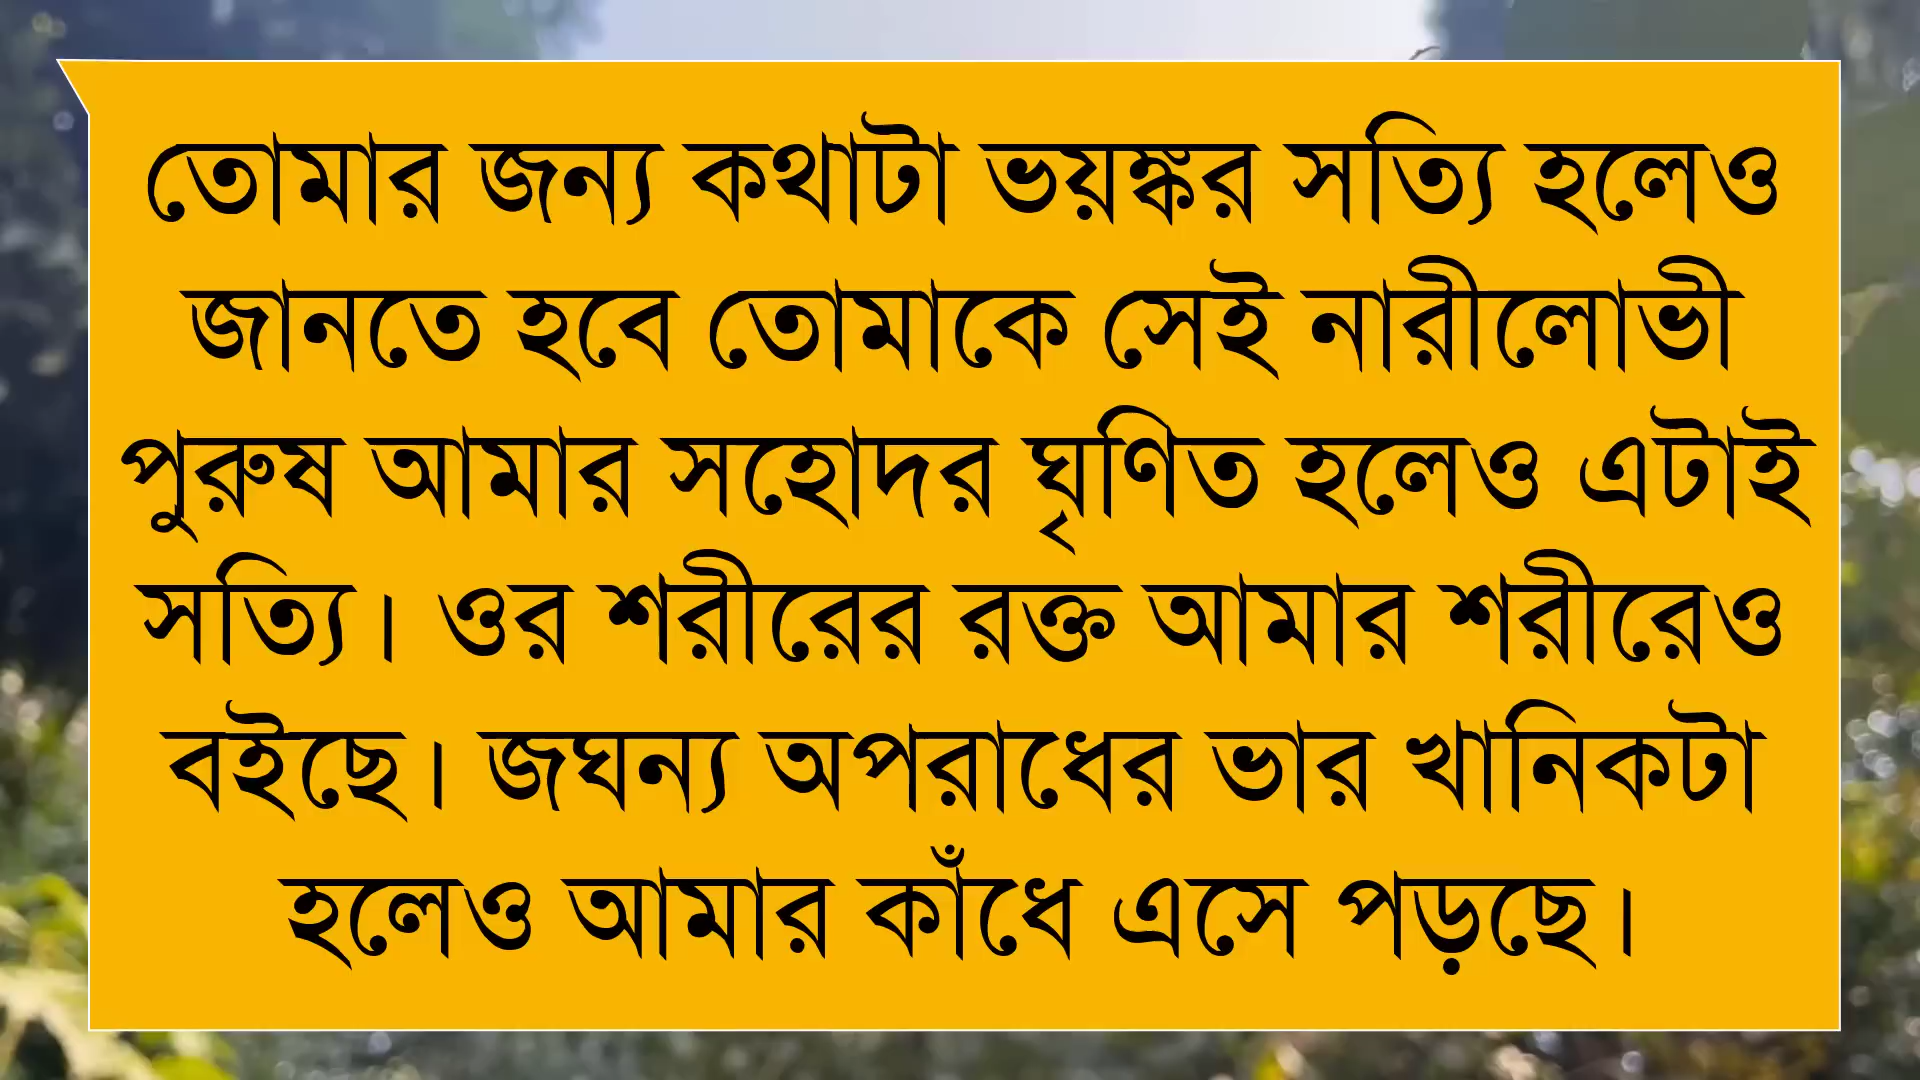 তোমার জন্য কথাটা ভয়ঙ্কর সত্যি হলেও
জানতে হবে তোমাকে সেই নারীলোভী
পুরুষ আমার সহোদর ঘৃণিত হলেও এটাই
সত্যি। ওর শরীরের রক্ত আমার শরীরেও
বইছে। জঘন্য অপরাধের ভার খানিকটা
হলেও আমার কাঁধে এসে পড়ছে।